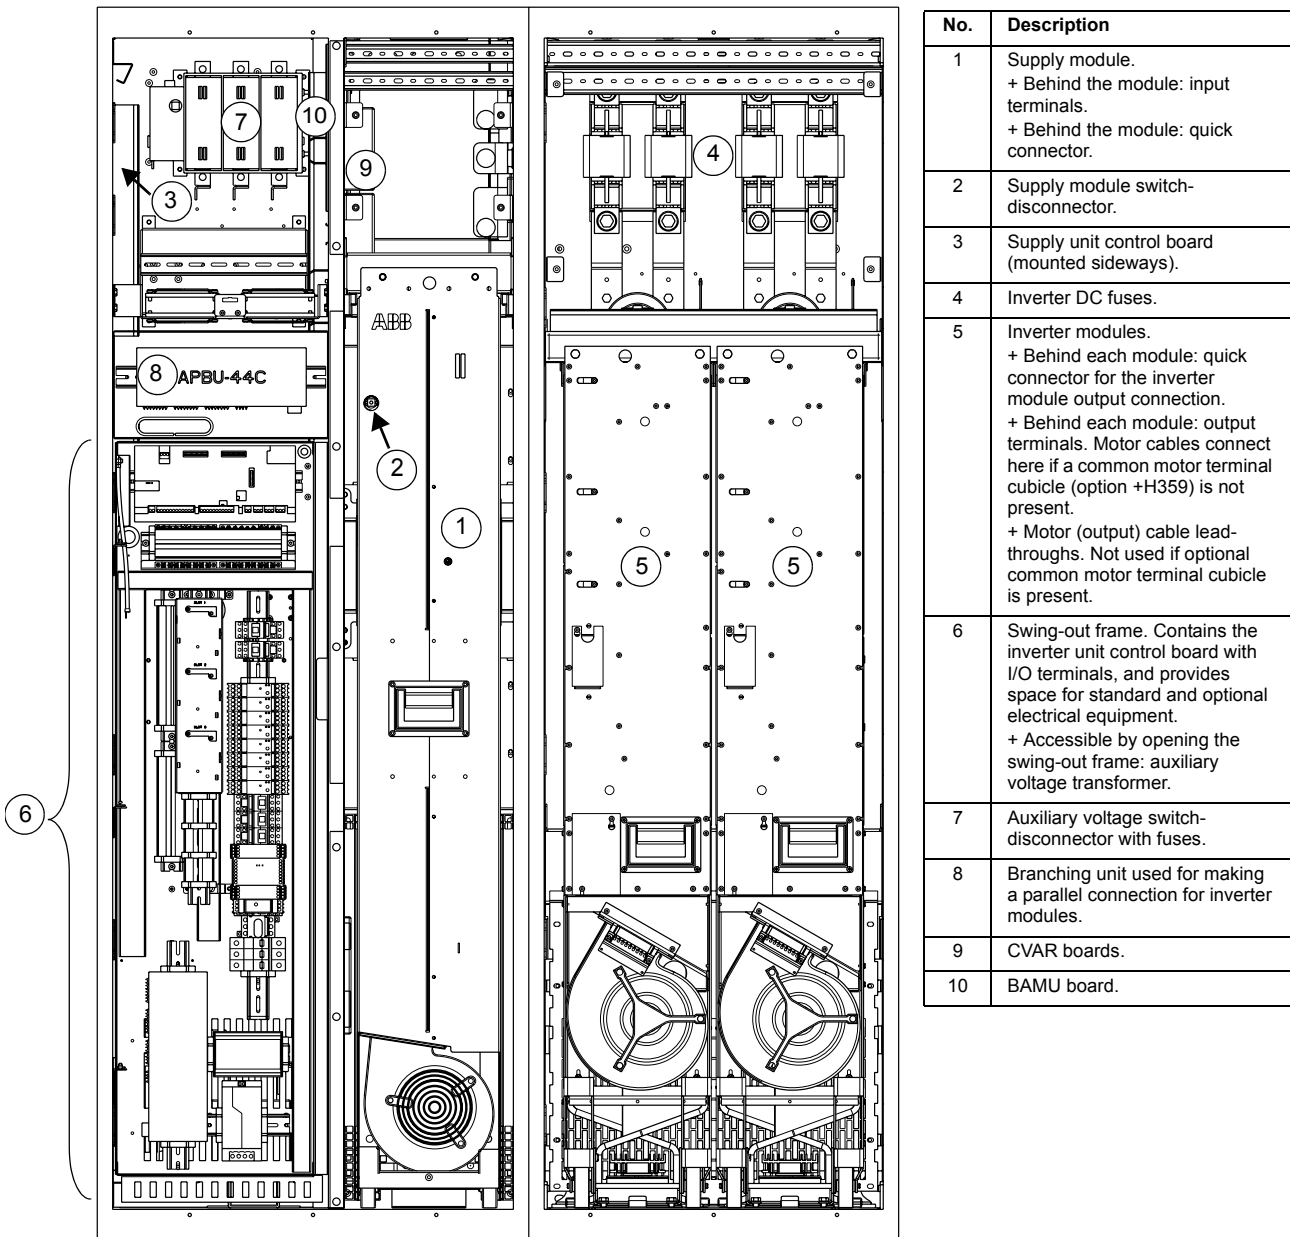 7
10
9
3
4
ABB
8
APBU-44C
2
1
5
5
6
SLOT 1
SLOT 2
SLOT 3
No. Description
1 Supply module.
+ Behind the module: input
terminals.
+ Behind the module: quick
connector.
2 Supply module switch-
disconnector.
3 Supply unit control board
(mounted sideways).
4 Inverter DC fuses.
5 Inverter modules.
+ Behind each module: quick
connector for the inverter
module output connection.
+ Behind each module: output
terminals. Motor cables connect
here if a common motor terminal
cubicle (option +H359) is not
present.
+ Motor (output) cable lead-
throughs. Not used if optional
common motor terminal cubicle
is present.
6 Swing-out frame. Contains the
inverter unit control board with
I/O terminals, and provides
space for standard and optional
electrical equipment.
+ Accessible by opening the
swing-out frame: auxiliary
voltage transformer.
7 Auxiliary voltage switch-
disconnector with fuses.
8 Branching unit used for making
a parallel connection for inverter
modules.
9 CVAR boards.
10 BAMU board.